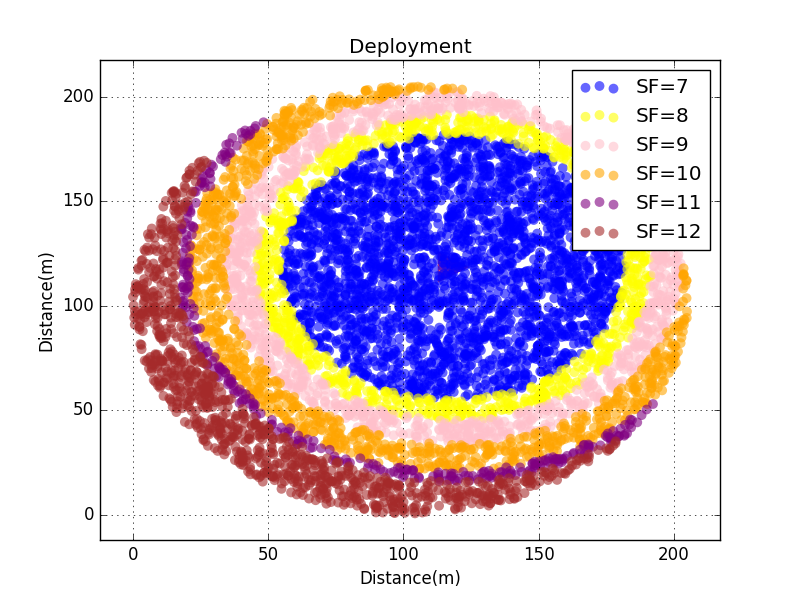 Deployment
SF=7
SF=8
SF=9
SF=10
SF=11
SF=12
200
150
100
50
0
Distance(m)
0 50 100 150 200
Distance(m)